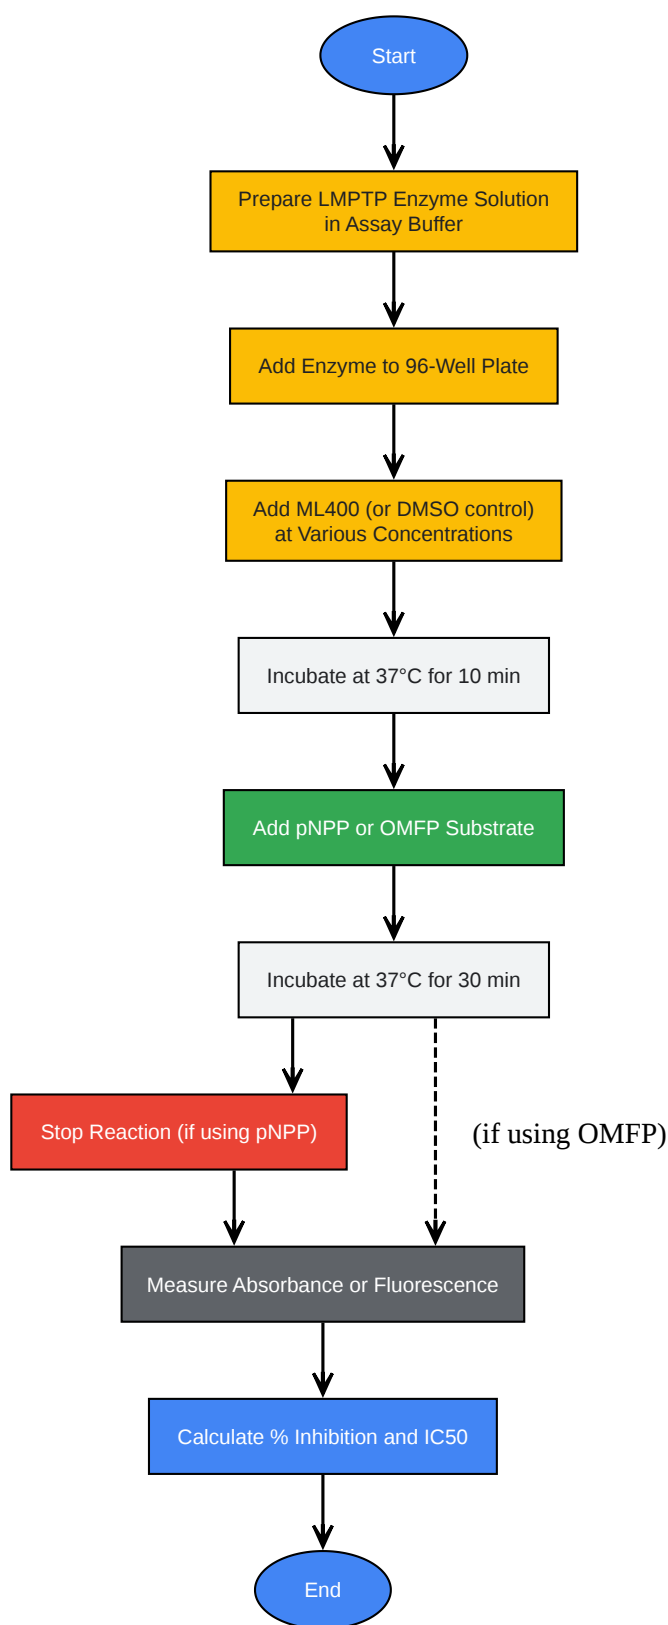 Start
Prepare LMPTP Enzyme Solution
in Assay Buffer
Add Enzyme to 96-Well Plate
Add ML400 (or DMSO control)
at Various Concentrations
Incubate at 37°C for 10 min
Add pNPP or OMFP Substrate
Incubate at 37°C for 30 min
Stop Reaction (if using pNPP)
(if using OMFP)
Measure Absorbance or Fluorescence
Calculate % Inhibition and IC50
End